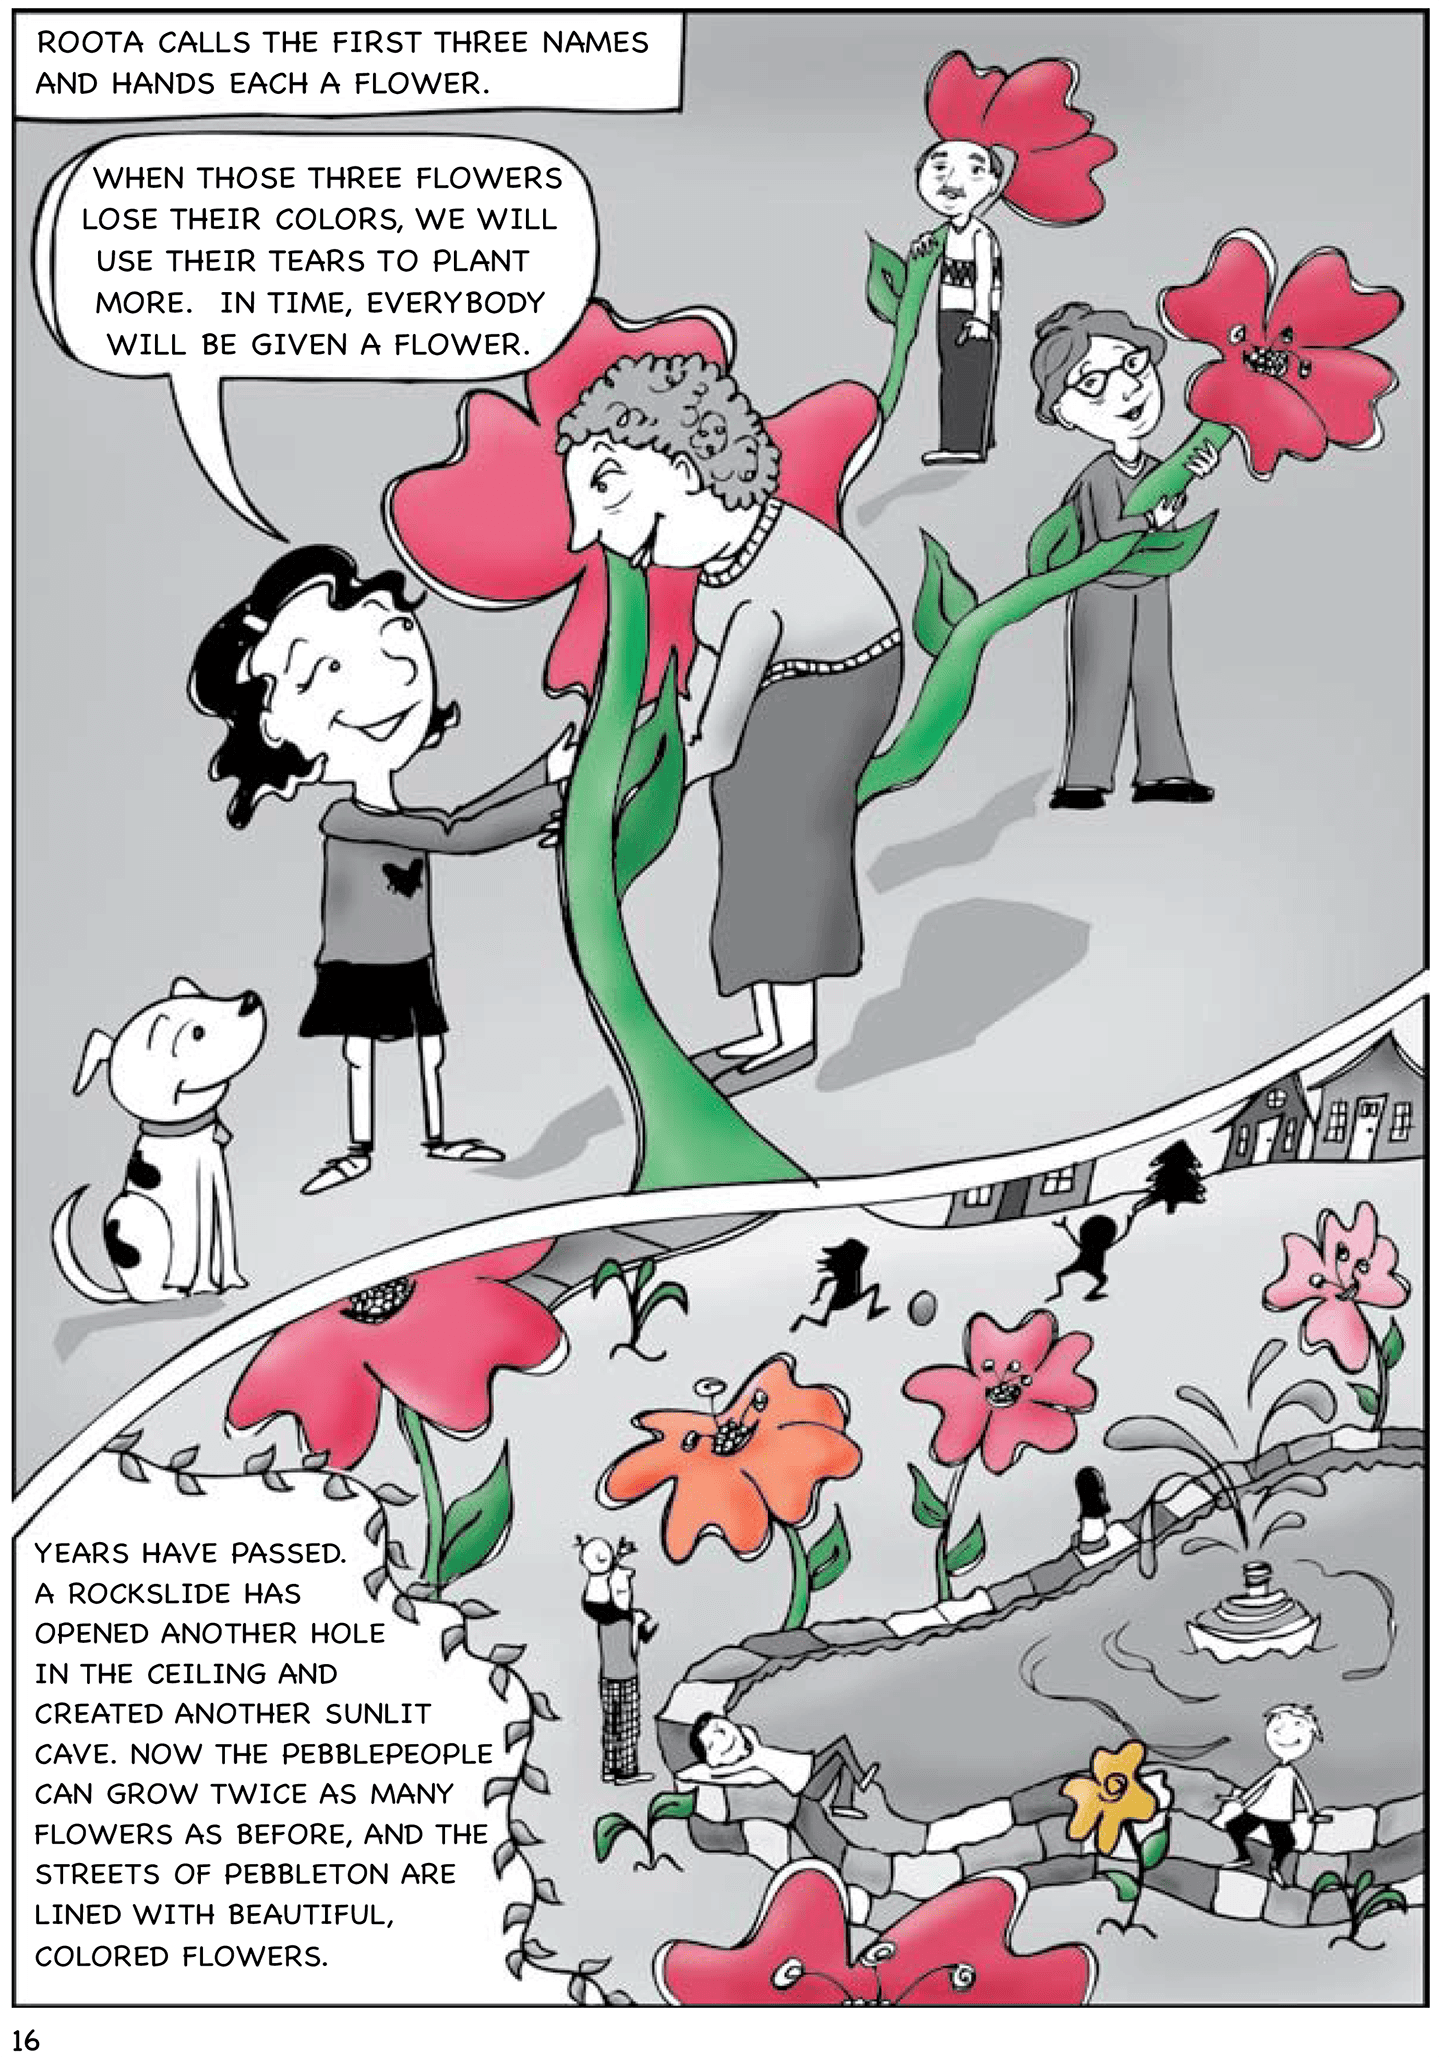 ROOTA CALLS THE FIRST THREE NAMES
AND HANDS EACH A FLOWER.
WHEN THOSE THREE FLOWERS
LOSE THEIR COLORS, WE WILL
USE THEIR TEARS TO PLANT
MORE. IN TIME, EVERYBODY
WILL BE GIVEN A FLOWER.
YEARS HAVE PASSED.
A ROCKSLIDE HAS
OPENED ANOTHER HOLE
IN THE CEILING AND
CREATED ANOTHER SUNLIT
CAVE. NOW THE PEBBLEPEOPLE
CAN GROW TWICE AS MANY
FLOWERS AS BEFORE, AND THE
STREETS OF PEBBLETON ARE
LINED WITH BEAUTIFUL,
COLORED FLOWERS.
16